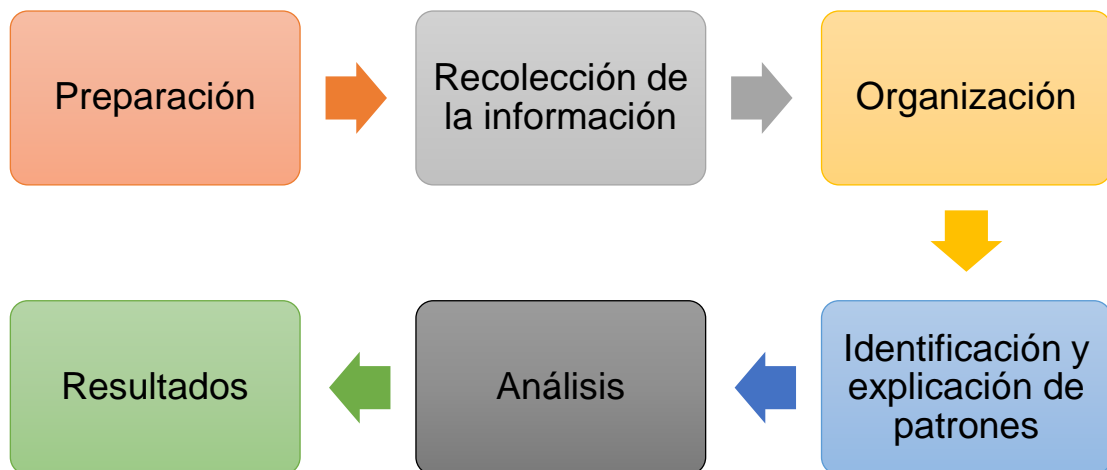 Preparación
Recolección de
la información
Organización
Identificación y
explicación de
patrones
Análisis
Resultados